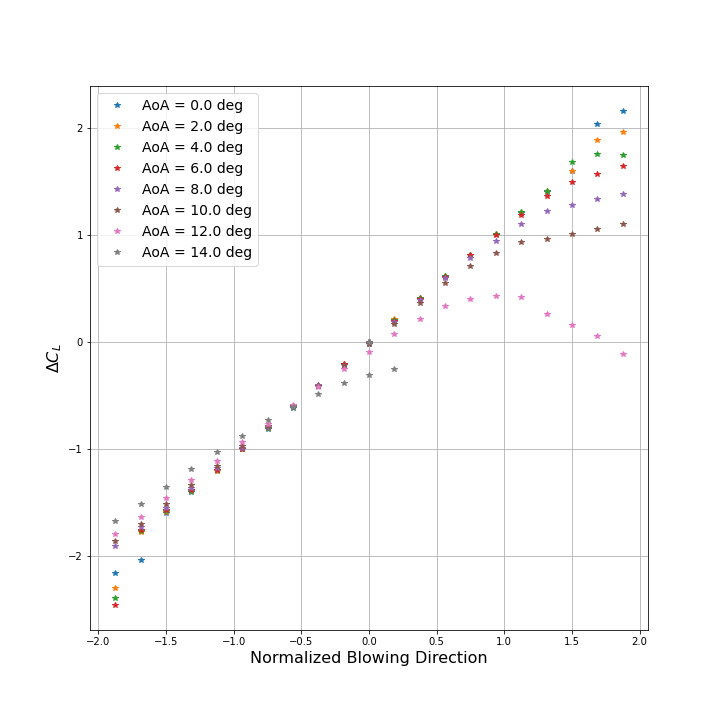 AoA = 0.0 deg
AoA = 2.0 deg
AoA = 4.0 deg
AoA = 6.0 deg
AoA = 8.0 deg
AoA = 10.0 deg
AoA = 12.0 deg
AoA = 14.0 deg
ΔC_L
2
1
0
−1
−2
−2.0 −1.5 −1.0 −0.5 0.0 0.5 1.0 1.5 2.0
Normalized Blowing Direction